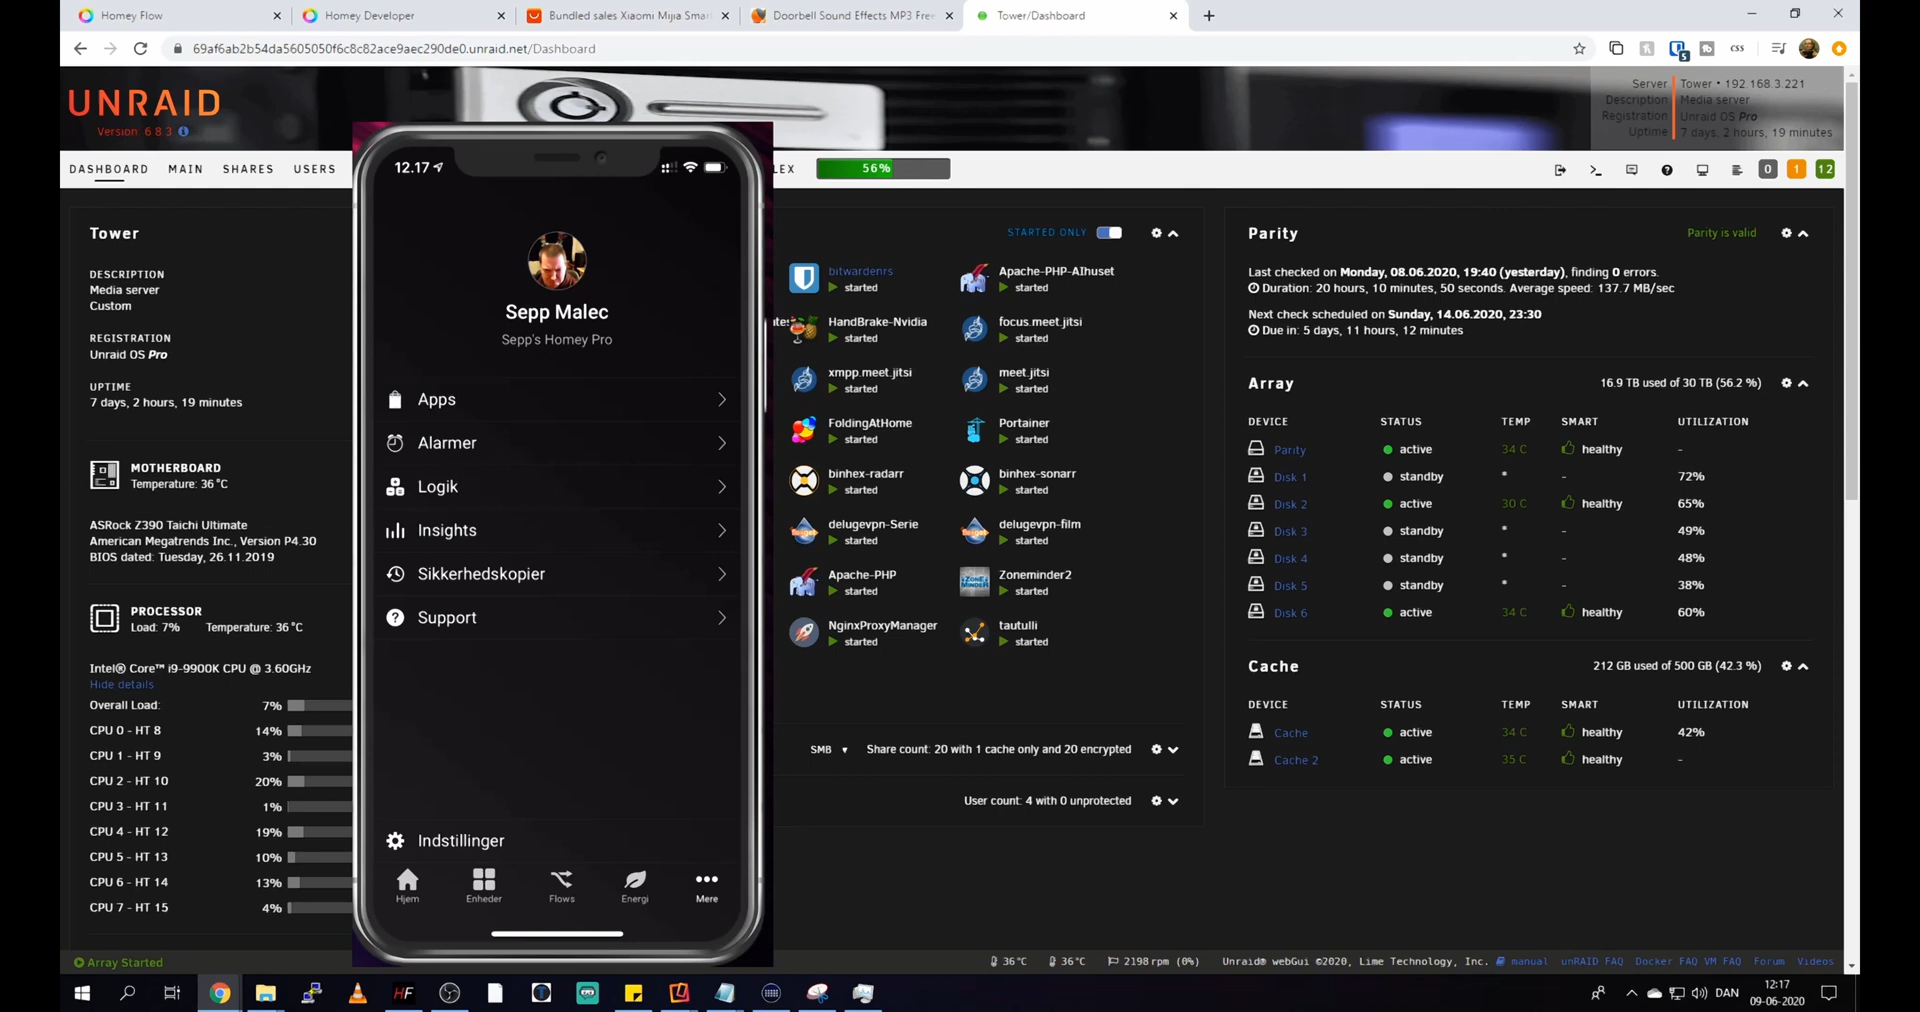 Homey Flow
Homey Developer
Bundled sales Xiaomi Mijia Smar
Doorbell Sound Effects MP3 Free
Tower/Dashboard
69af6ab2b54da5605050f6c8c82ace9aec290de0.unraid.net/Dashboard
UNRAID
Version 6.8.3
Server
Description
Registration
Uptime
Tower • 192.168.3.221
Media server
Unraid OS Pro
7 days, 2 hours, 19 minutes
DASHBOARD MAIN SHARES USERS
LEX
56%
0 1 12
Tower
DESCRIPTION
Media server
Custom
REGISTRATION
Unraid OS Pro
UPTIME
7 days, 2 hours, 19 minutes
MOTHERBOARD
Temperature: 36 °C
ASRock Z390 Taichi Ultimate
American Megatrends Inc., Version P4.30
BIOS dated: Tuesday, 26.11.2019
PROCESSOR
Load: 7% Temperature: 36 °C
Intel® Core™ i9-9900K CPU @ 3.60GHz
Hide details
Overall Load: 7%
CPU 0 - HT 8 14%
CPU 1 - HT 9 3%
CPU 2 - HT 10 20%
CPU 3 - HT 11 1%
CPU 4 - HT 12 19%
CPU 5 - HT 13 10%
CPU 6 - HT 14 13%
CPU 7 - HT 15 4%
12.17
Sepp Malec
Sepp's Homey Pro
Apps
Alarmer
Logik
Insights
Sikkerhedskopier
Support
Indstillinger
Hjem Enheder Flows Energi Mere
STARTED ONLY
bitwardenrs
started
Apache-PHP-AIhuset
started
HandBrake-Nvidia
started
focus.meet.jitsi
started
xmpp.meet.jitsi
started
meet.jitsi
started
FoldingAtHome
started
Portainer
started
binhex-radarr
started
binhex-sonarr
started
delugevpn-Serie
started
delugevpn-film
started
Apache-PHP
started
Zoneminder2
started
NginxProxyManager
started
tautulli
started
SMB Share count: 20 with 1 cache only and 20 encrypted
User count: 4 with 0 unprotected
Parity
Parity is valid
Last checked on Monday, 08.06.2020, 19:40 (yesterday), finding 0 errors.
Duration: 20 hours, 10 minutes, 50 seconds. Average speed: 137.7 MB/sec
Next check scheduled on Sunday, 14.06.2020, 23:30
Due in: 5 days, 11 hours, 12 minutes
Array
16.9 TB used of 30 TB (56.2 %)
DEVICE STATUS TEMP SMART UTILIZATION
Parity active 34 C healthy -
Disk 1 standby * - 72%
Disk 2 active 30 C healthy 65%
Disk 3 standby * - 49%
Disk 4 standby * - 48%
Disk 5 standby * - 38%
Disk 6 active 34 C healthy 60%
Cache
212 GB used of 500 GB (42.3 %)
DEVICE STATUS TEMP SMART UTILIZATION
Cache active 34 C healthy 42%
Cache 2 active 35 C healthy -
Array Started
36 °C 36 °C 2198 rpm (0%) Unraid® webGui ©2020, Lime Technology, Inc. manual unRAID FAQ Docker FAQ VM FAQ Forum Videos
DAN
12:17
09-06-2020